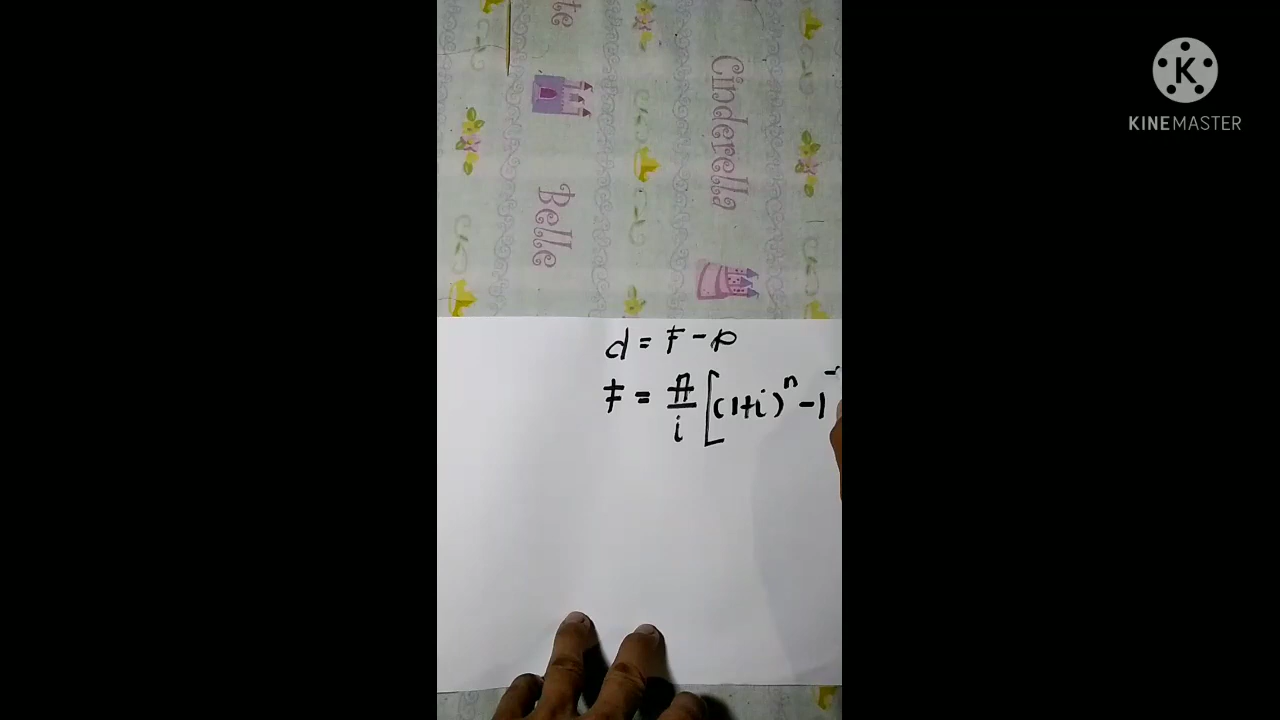 te
Cinderella
Belle
d = F - P
F = A/i [(1+i)^n - 1
KINEMASTER